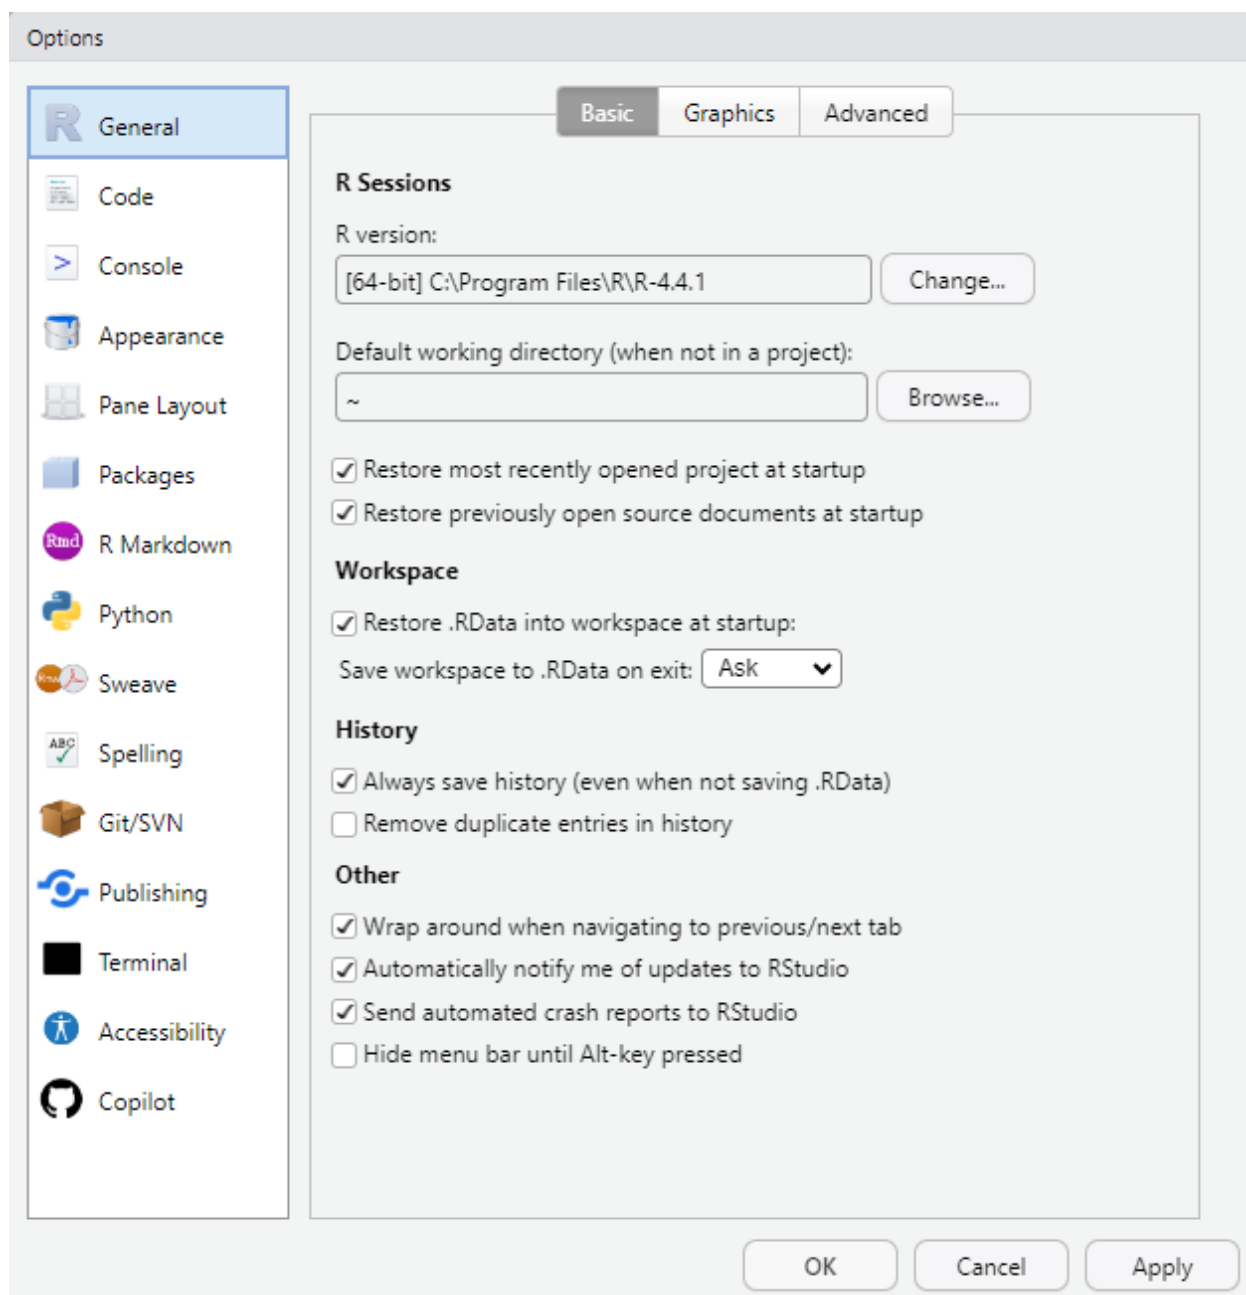 Options
General
Code
Console
Appearance
Pane Layout
Packages
Rmd R Markdown
Python
Rnw Sweave
ABC Spelling
Git/SVN
Publishing
Terminal
Accessibility
Copilot
Basic Graphics Advanced
R Sessions
R version:
[64-bit] C:\Program Files\R\R-4.4.1 Change...
Default working directory (when not in a project):
~ Browse...
Restore most recently opened project at startup
Restore previously open source documents at startup
Workspace
Restore .RData into workspace at startup:
Save workspace to .RData on exit: Ask
History
Always save history (even when not saving .RData)
Remove duplicate entries in history
Other
Wrap around when navigating to previous/next tab
Automatically notify me of updates to RStudio
Send automated crash reports to RStudio
Hide menu bar until Alt-key pressed
OK Cancel Apply